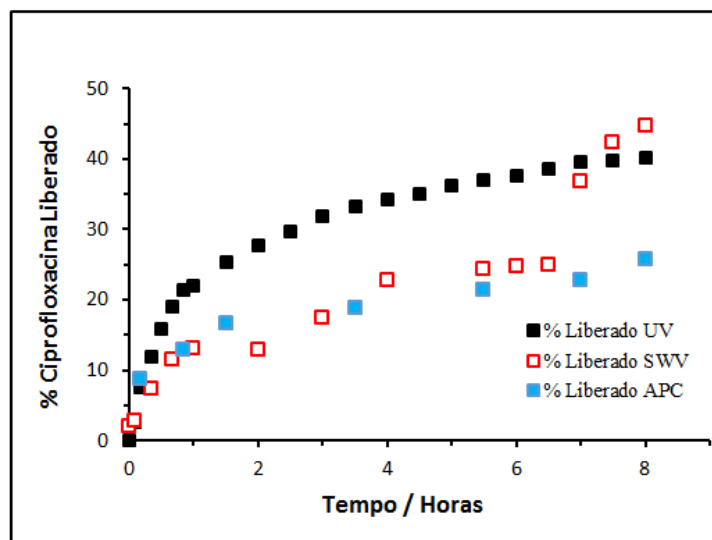 50
40
30
20
10
0
% Ciprofloxacina Liberado
% Liberado UV
% Liberado SWV
% Liberado APC
0 2 4 6 8
Tempo / Horas